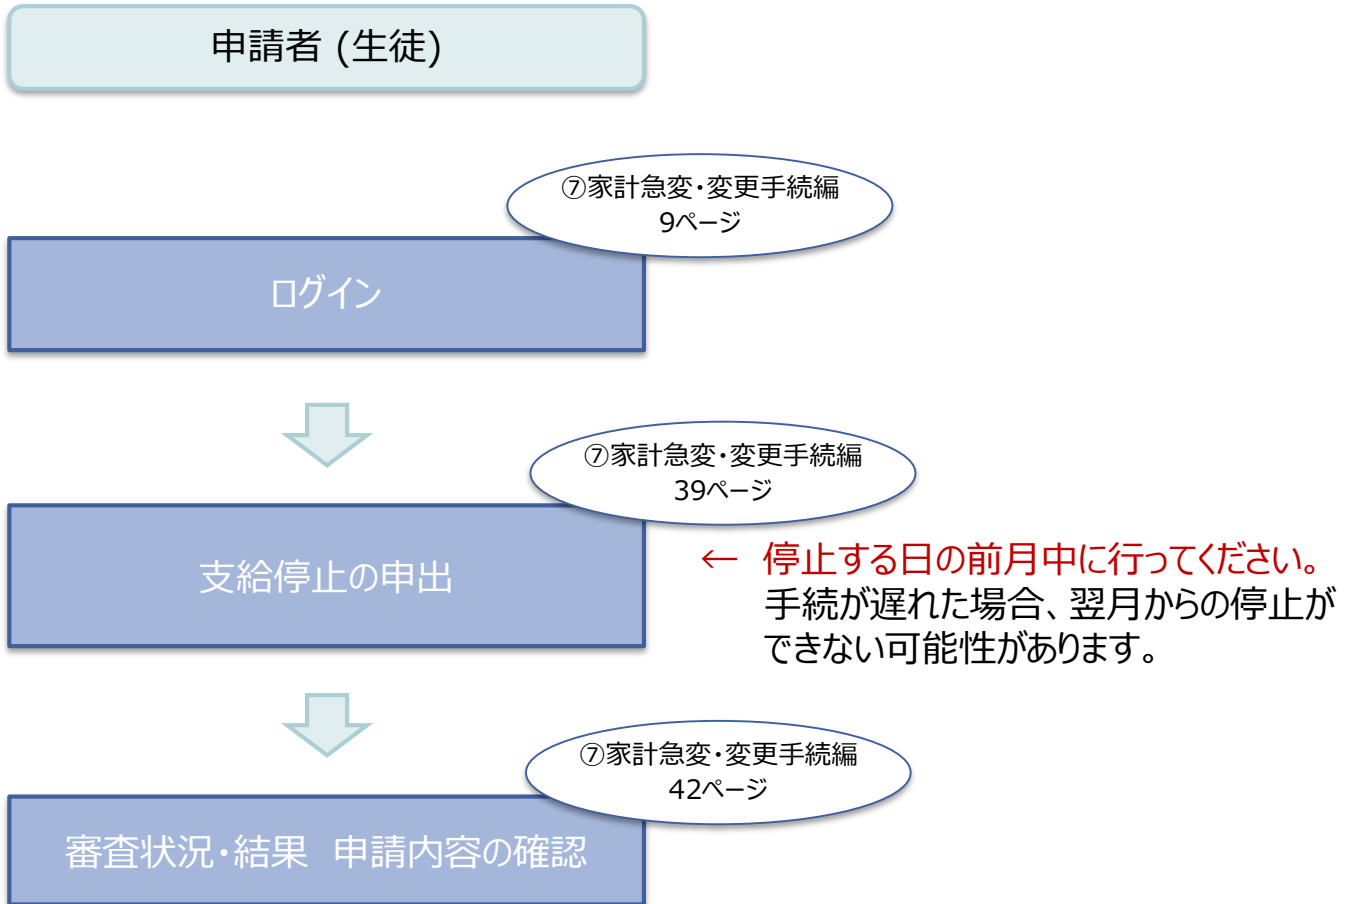 申請者 (生徒)
⑦家計急変・変更手続編
9ページ
ログイン
⑦家計急変・変更手続編
39ページ
支給停止の申出
← 停止する日の前月中に行ってください。
手続が遅れた場合、翌月からの停止が
できない可能性があります。
⑦家計急変・変更手続編
42ページ
審査状況・結果　申請内容の確認